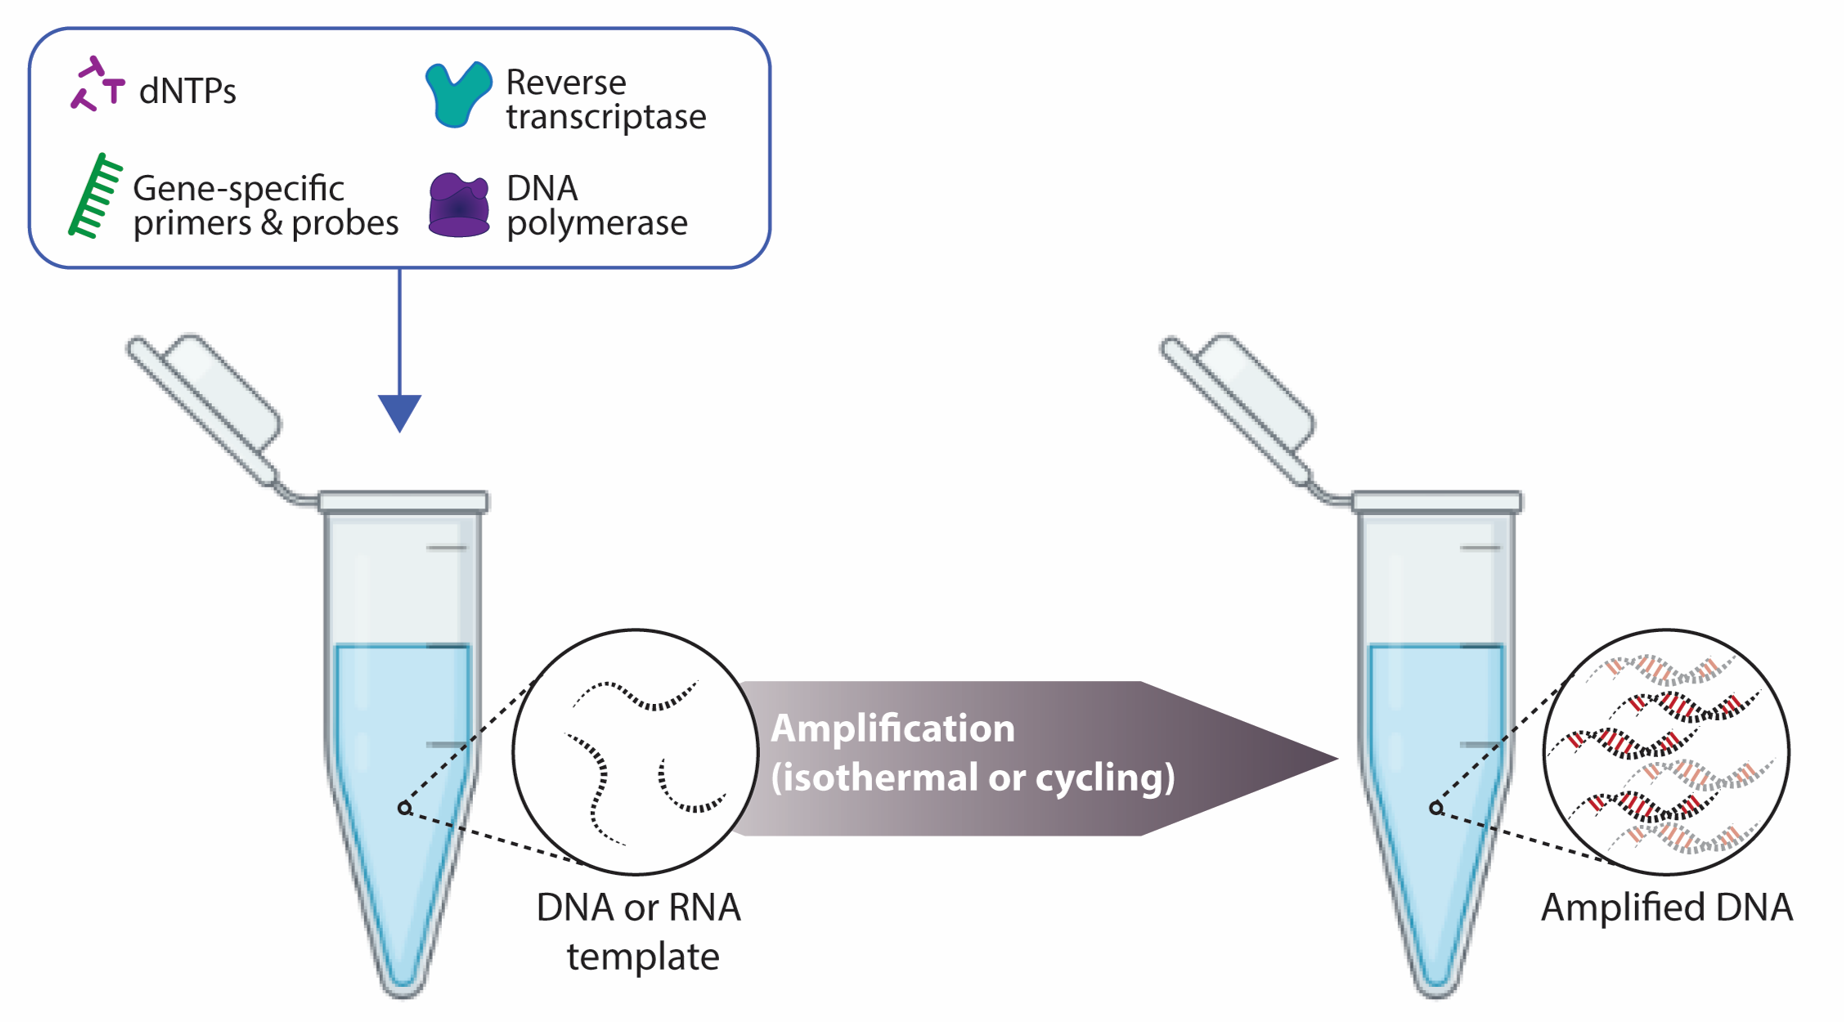 dNTPs
Reverse
transcriptase
Gene-specific
primers & probes
DNA
polymerase
Amplification
(isothermal or cycling)
DNA or RNA
template
Amplified DNA